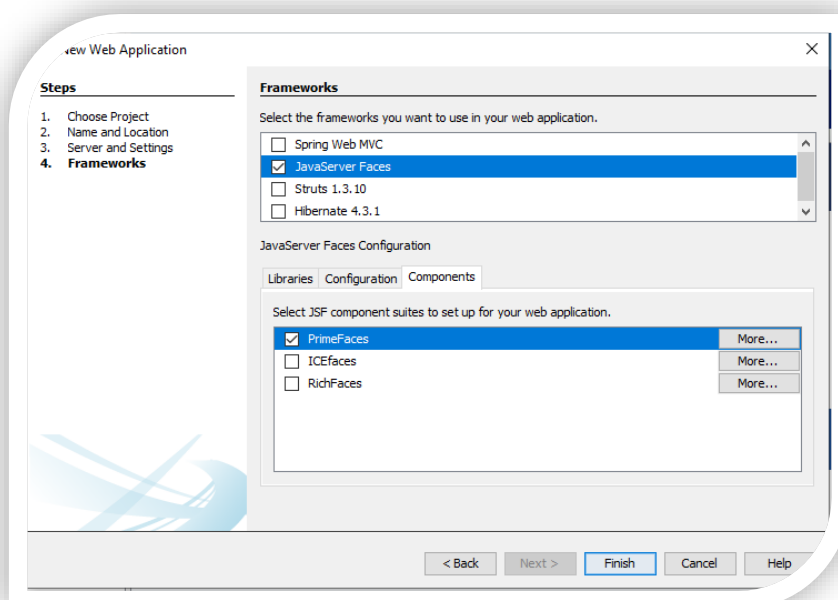 New Web Application
Steps
1. Choose Project
2. Name and Location
3. Server and Settings
4. Frameworks
Frameworks
Select the frameworks you want to use in your web application.
Spring Web MVC
JavaServer Faces
Struts 1.3.10
Hibernate 4.3.1
JavaServer Faces Configuration
Libraries Configuration Components
Select JSF component suites to set up for your web application.
PrimeFaces More...
ICEfaces More...
RichFaces More...
< Back Next > Finish Cancel Help